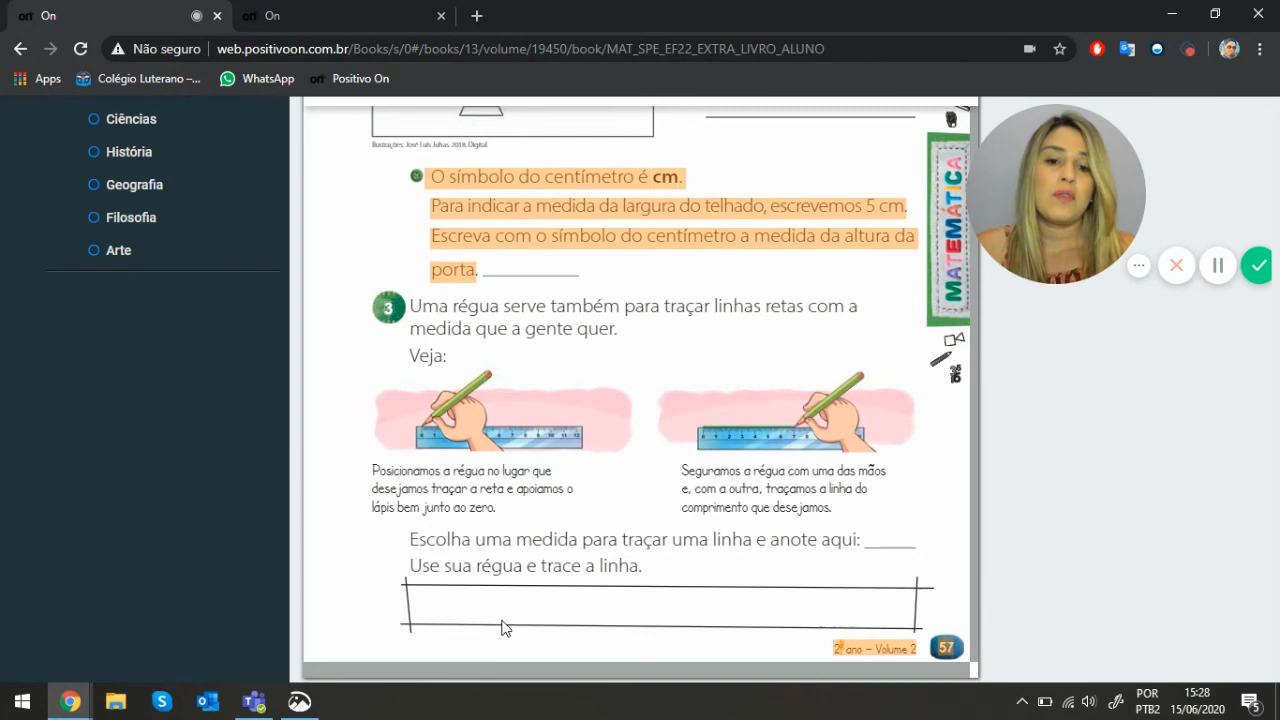 On
On
Não seguro
web.positivoon.com.br/Books/s/0#/books/13/volume/19450/book/MAT_SPE_EF22_EXTRA_LIVRO_ALUNO
Apps
Colégio Luterano –...
WhatsApp
Positivo On
Ciências
História
Geografia
Filosofia
Arte
Ilustrações: José Luís Juhas. 2018. Digital.
O símbolo do centímetro é cm.
Para indicar a medida da largura do telhado, escrevemos 5 cm.
Escreva com o símbolo do centímetro a medida da altura da
porta.
MATEMÁTICA
3 Uma régua serve também para traçar linhas retas com a
medida que a gente quer.
Veja:
Posicionamos a régua no lugar que
desejamos traçar a reta e apoiamos o
lápis bem junto ao zero.
Seguramos a régua com uma das mãos
e, com a outra, traçamos a linha do
comprimento que desejamos.
Escolha uma medida para traçar uma linha e anote aqui:
Use sua régua e trace a linha.
2º ano – Volume 2
57
POR
PTB2
15:28
15/06/2020
5